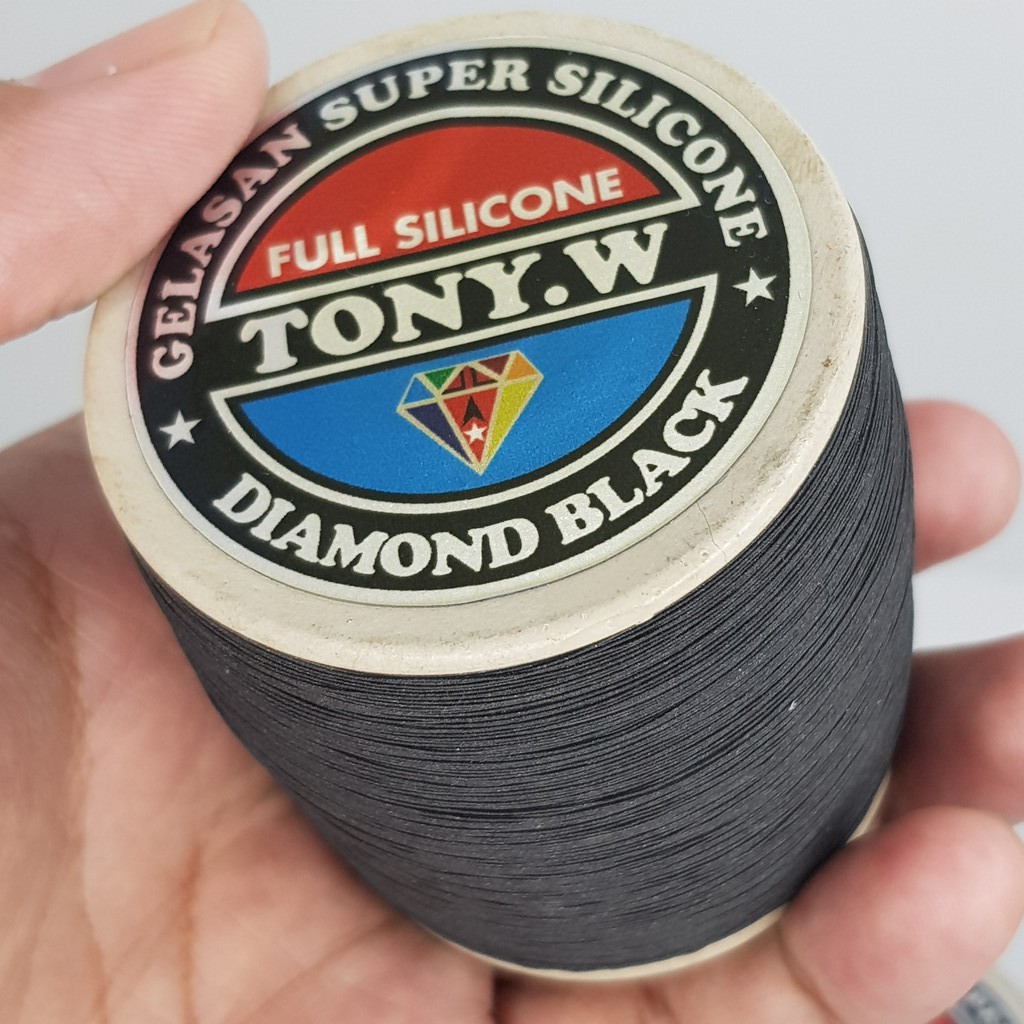 GELASAN SUPER SILICONE
FULL SILICONE
TONY.W
DIAMOND BLACK